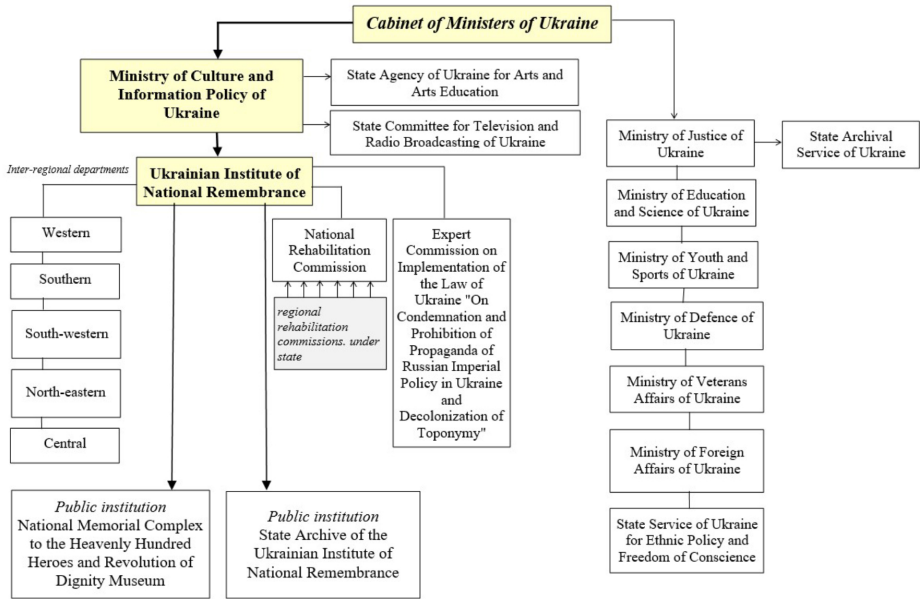 Cabinet of Ministers of Ukraine
Ministry of Culture and
Information Policy of
Ukraine
State Agency of Ukraine for Arts and
Arts Education
State Committee for Television and
Radio Broadcasting of Ukraine
Inter-regional departments
Ukrainian Institute of
National Remembrance
Western
Southern
South-western
North-eastern
Central
National
Rehabilitation
Commission
regional
rehabilitation
commissions. under
state
Expert
Commission on
Implementation of
the Law of
Ukraine "On
Condemnation and
Prohibition of
Propaganda of
Russian Imperial
Policy in Ukraine and
Decolonization of
Toponymy"
Public institution
National Memorial Complex
to the Heavenly Hundred
Heroes and Revolution of
Dignity Museum
Public institution
State Archive of the
Ukrainian Institute of
National Remembrance
Ministry of Justice of
Ukraine
State Archival
Service of Ukraine
Ministry of Education
and Science of Ukraine
Ministry of Youth and
Sports of Ukraine
Ministry of Defence of
Ukraine
Ministry of Veterans
Affairs of Ukraine
Ministry of Foreign
Affairs of Ukraine
State Service of Ukraine
for Ethnic Policy and
Freedom of Conscience